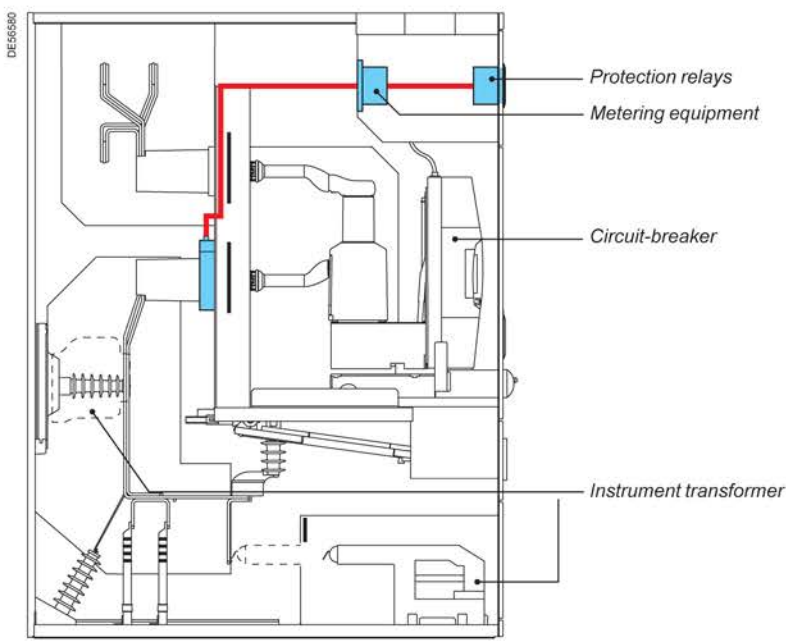 DE56580
Protection relays
Metering equipment
Circuit-breaker
Instrument transformer